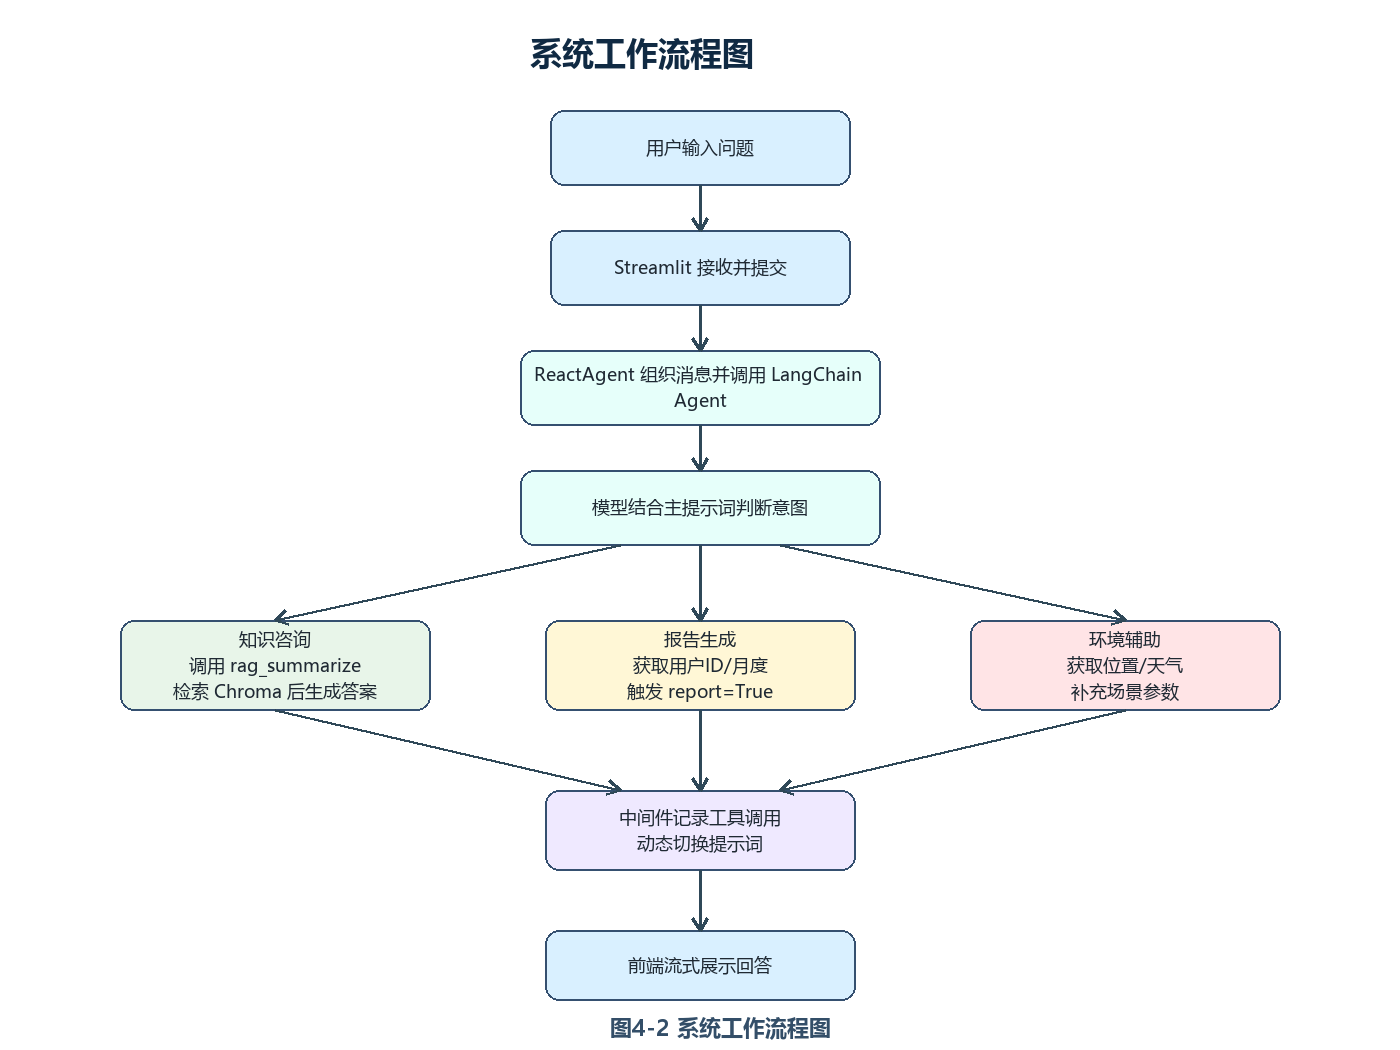 系统工作流程图
用户输入问题
Streamlit 接收并提交
ReactAgent 组织消息并调用 LangChain
Agent
模型结合主提示词判断意图
知识咨询
调用 rag_summarize
检索 Chroma 后生成答案
报告生成
获取用户ID/月度
触发 report=True
环境辅助
获取位置/天气
补充场景参数
中间件记录工具调用
动态切换提示词
前端流式展示回答
图4-2 系统工作流程图